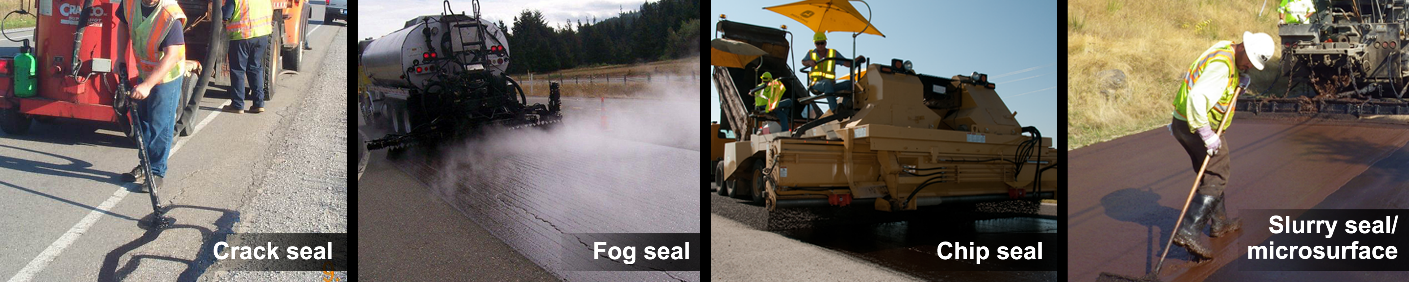 Crack seal
Fog seal
Chip seal
Slurry seal/
microsurface